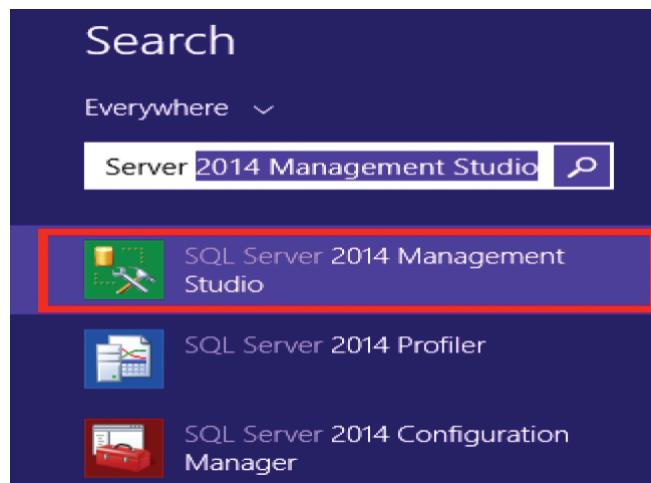 Search
Everywhere
Server 2014 Management Studio
SQL Server 2014 Management
Studio
SQL Server 2014 Profiler
SQL Server 2014 Configuration
Manager